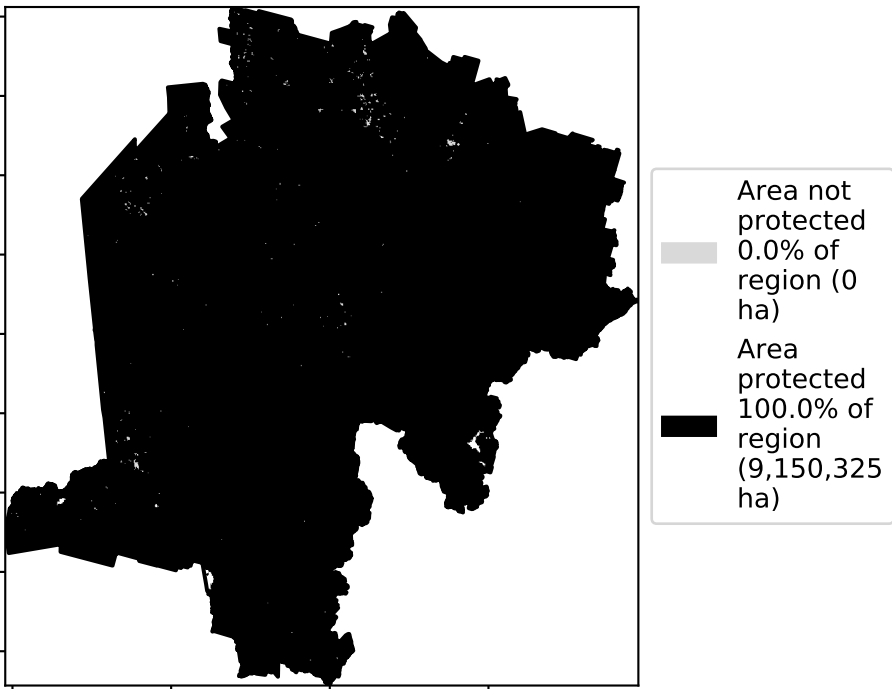 Area not
protected
0.0% of
region (0
ha)
Area
protected
100.0% of
region
(9,150,325
ha)